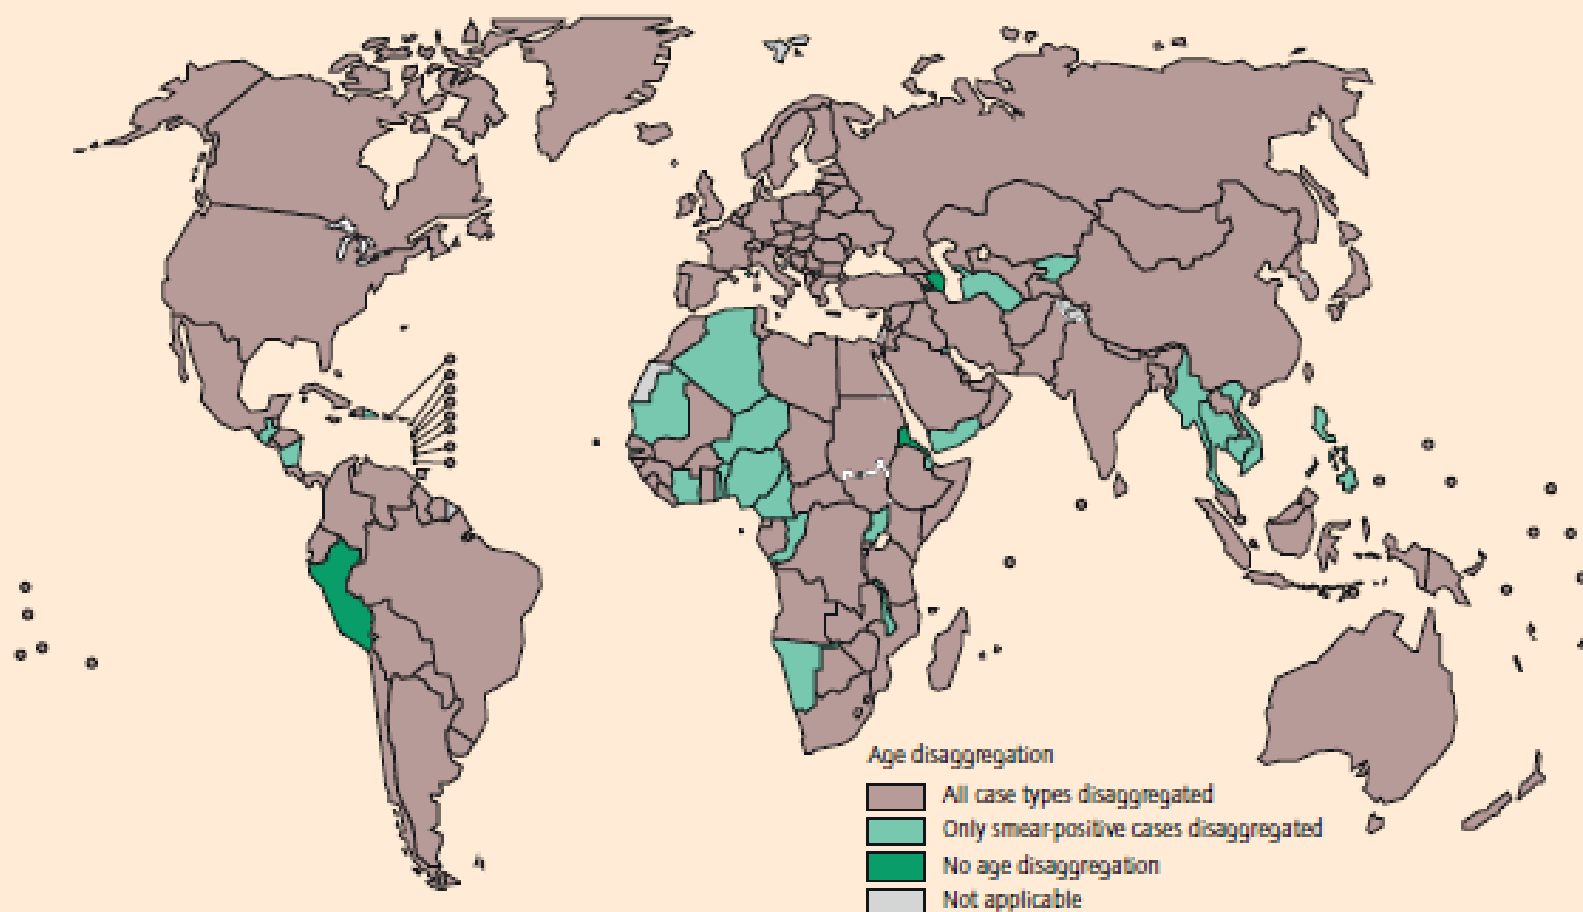 Age disaggregation
All case types disaggregated
Only smear-positive cases disaggregated
No age disaggregation
Not applicable